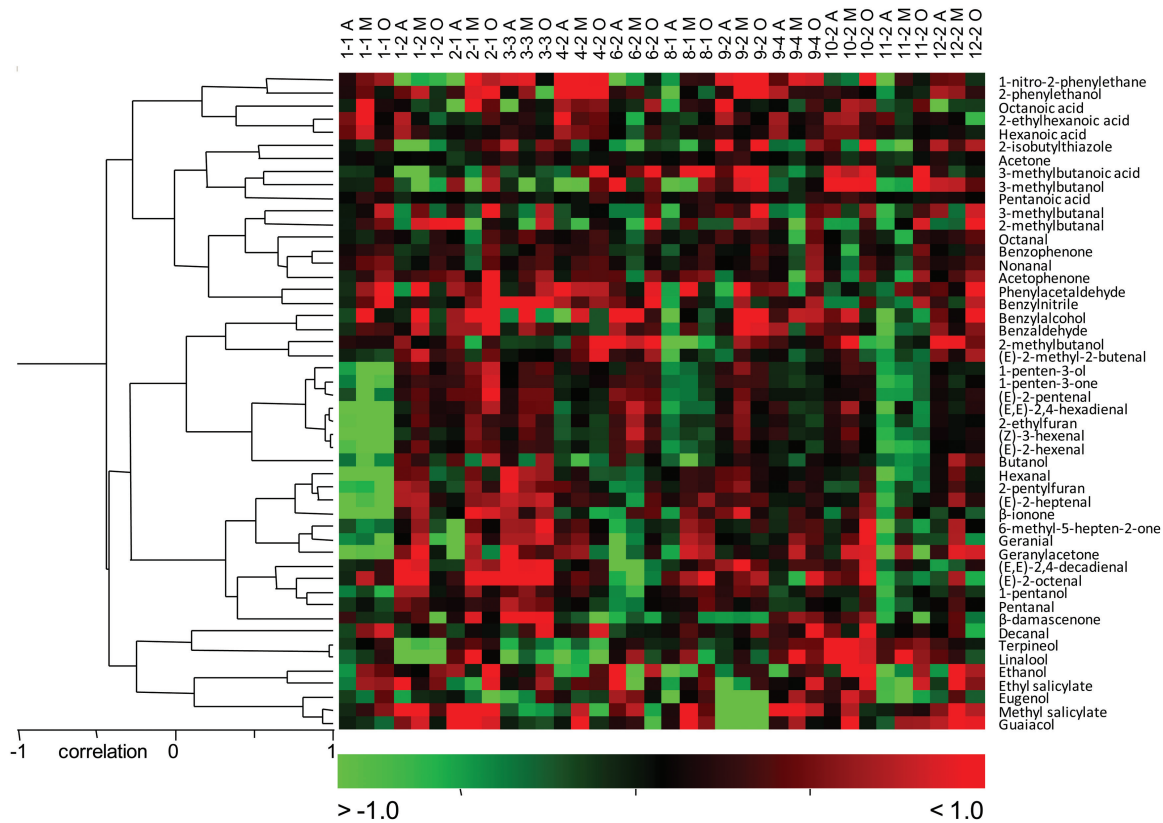 1-1 A
1-1 M
1-1 O
1-2 A
1-2 M
1-2 O
2-1 A
2-1 M
2-1 O
3-3 A
3-3 M
3-3 O
4-2 A
4-2 M
4-2 O
6-2 A
6-2 M
6-2 O
8-1 A
8-1 M
8-1 O
9-2 A
9-2 M
9-2 O
9-4 A
9-4 M
9-4 O
10-2 A
10-2 M
10-2 O
11-2 A
11-2 M
11-2 O
12-2 A
12-2 M
12-2 O
1-nitro-2-phenylethane
2-phenylethanol
Octanoic acid
2-ethylhexanoic acid
Hexanoic acid
2-isobutylthiazole
Acetone
3-methylbutanoic acid
3-methylbutanol
Pentanoic acid
3-methylbutanal
2-methylbutanal
Octanal
Benzophenone
Nonanal
Acetophenone
Phenylacetaldehyde
Benzylnitrile
Benzylalcohol
Benzaldehyde
2-methylbutanol
(E)-2-methyl-2-butenal
1-penten-3-ol
1-penten-3-one
(E)-2-pentenal
(E,E)-2,4-hexadienal
2-ethylfuran
(Z)-3-hexenal
(E)-2-hexenal
Butanol
Hexanal
2-pentylfuran
(E)-2-heptenal
β-ionone
6-methyl-5-hepten-2-one
Geranial
Geranylacetone
(E,E)-2,4-decadienal
(E)-2-octenal
1-pentanol
Pentanal
β-damascenone
Decanal
Terpineol
Linalool
Ethanol
Ethyl salicylate
Eugenol
Methyl salicylate
Guaiacol
-1 correlation 0 1
> -1.0 < 1.0